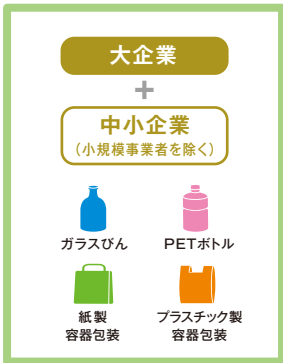 大企業
+
中小企業
(小規模事業者を除く)
ガラスびん
PETボトル
紙製
容器包装
プラスチック製
容器包装